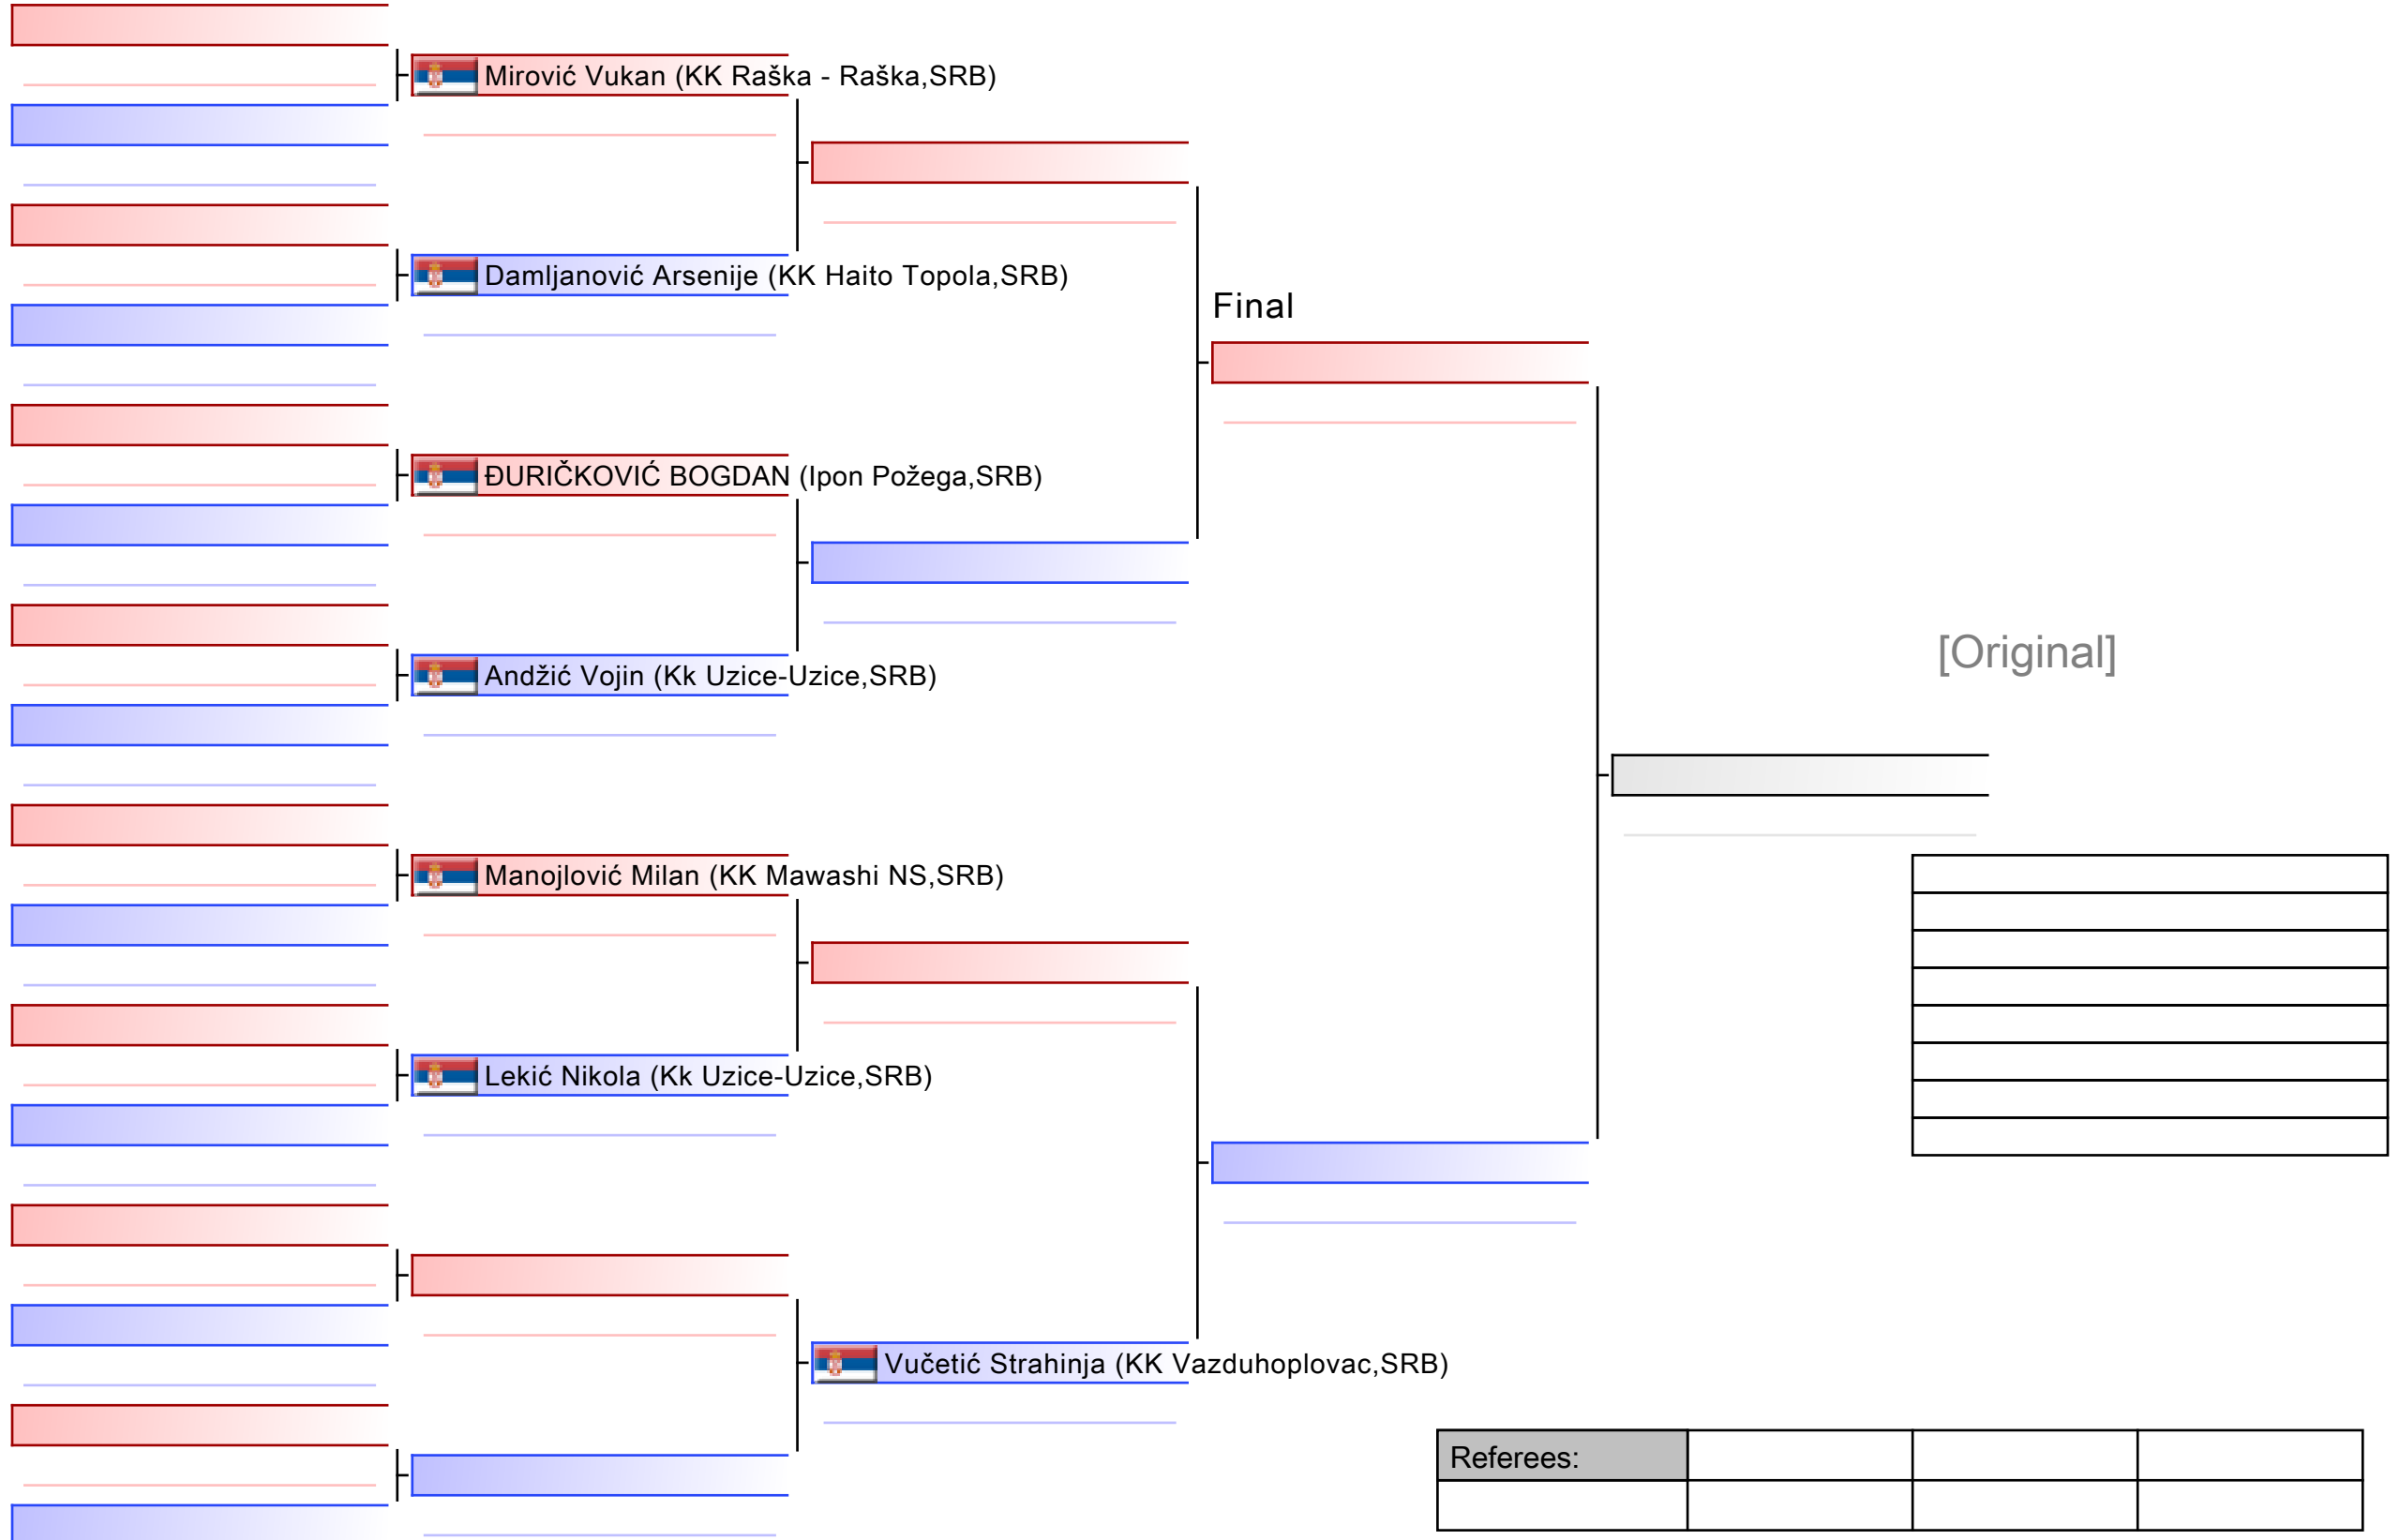 Mirović Vukan (KK Raška - Raška,SRB)
Damljanović Arsenije (KK Haito Topola,SRB)
Final
ĐURIČKOVIĆ BOGDAN (Ipon Požega,SRB)
[Original]
Andžić Vojin (Kk Uzice-Uzice,SRB)
Manojlović Milan (KK Mawashi NS,SRB)
Lekić Nikola (Kk Uzice-Uzice,SRB)
Vučetić Strahinja (KK Vazduhoplovac,SRB)
Referees: